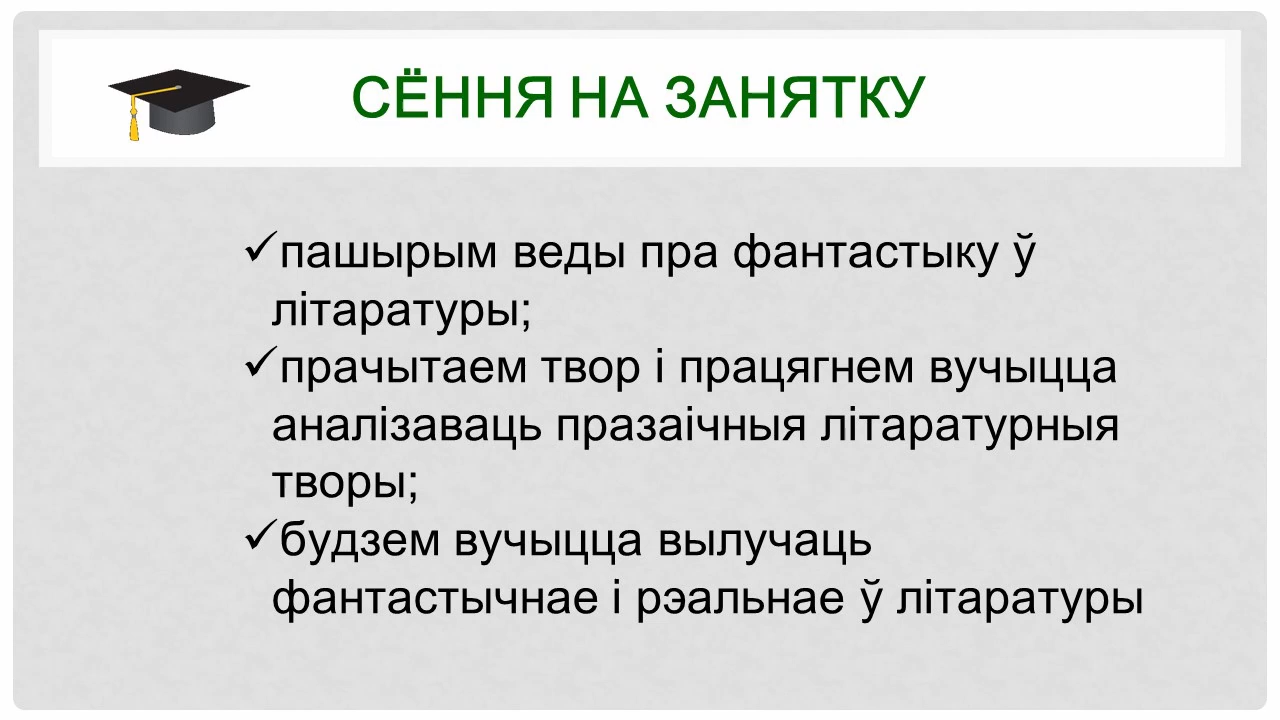 СЁННЯ НА ЗАНЯТКУ
✓пашырым веды пра фантастыку ў
літаратуры;
✓прачытаем твор і працягнем вучыцца
аналізаваць празаічныя літаратурныя
творы;
✓будзем вучыцца вылучаць
фантастычнае і рэальнае ў літаратуры